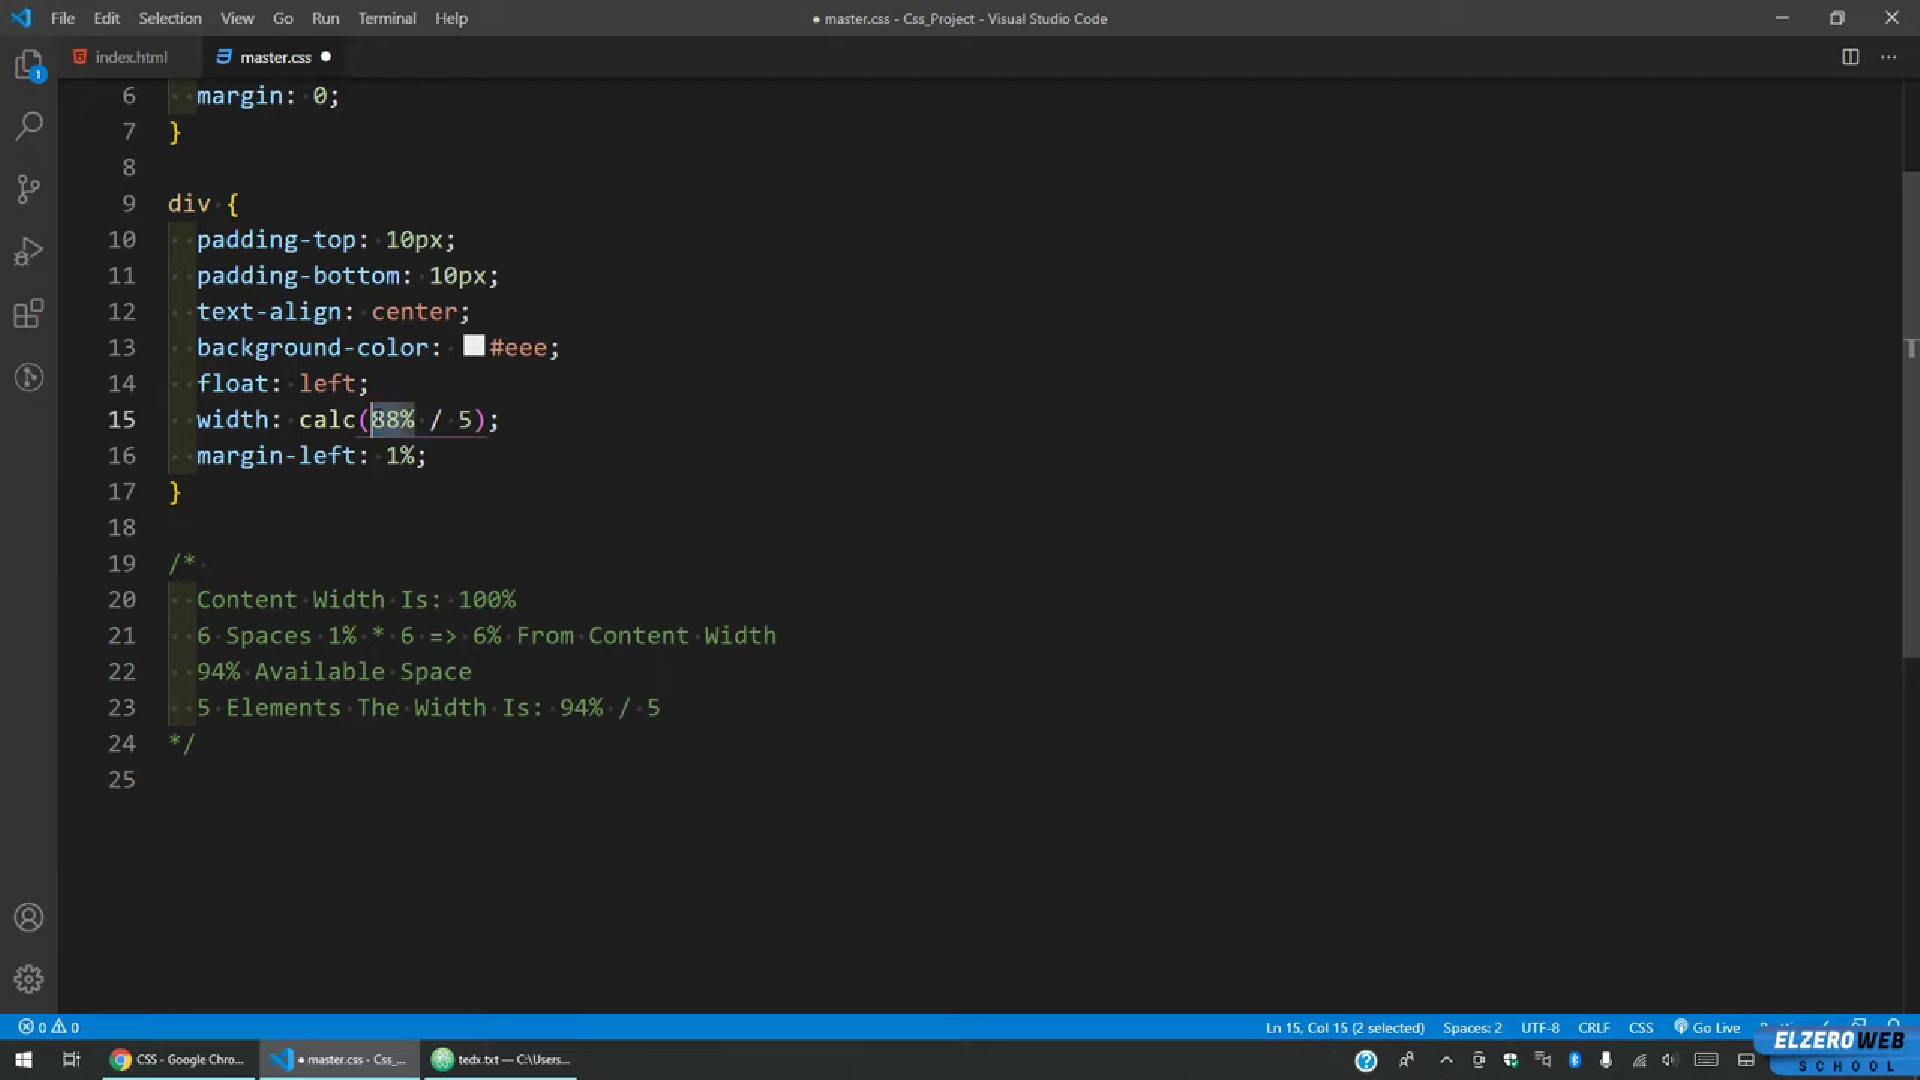 File Edit Selection View Go Run Terminal Help
● master.css - Css_Project - Visual Studio Code
index.html master.css ●
6 margin: 0;
7 }
8
9 div {
10 padding-top: 10px;
11 padding-bottom: 10px;
12 text-align: center;
13 background-color: #eee;
14 float: left;
15 width: calc(88% / 5);
16 margin-left: 1%;
17 }
18
19 /*
20 Content Width Is: 100%
21 6 Spaces 1% * 6 => 6% From Content Width
22 94% Available Space
23 5 Elements The Width Is: 94% / 5
24 */
25
1
0 0
Ln 15, Col 15 (2 selected) Spaces: 2 UTF-8 CRLF CSS Go Live
CSS - Google Chro... ● master.css - Css_... tedx.txt — C:\Users...
ELZEROWEB
SCHOOL